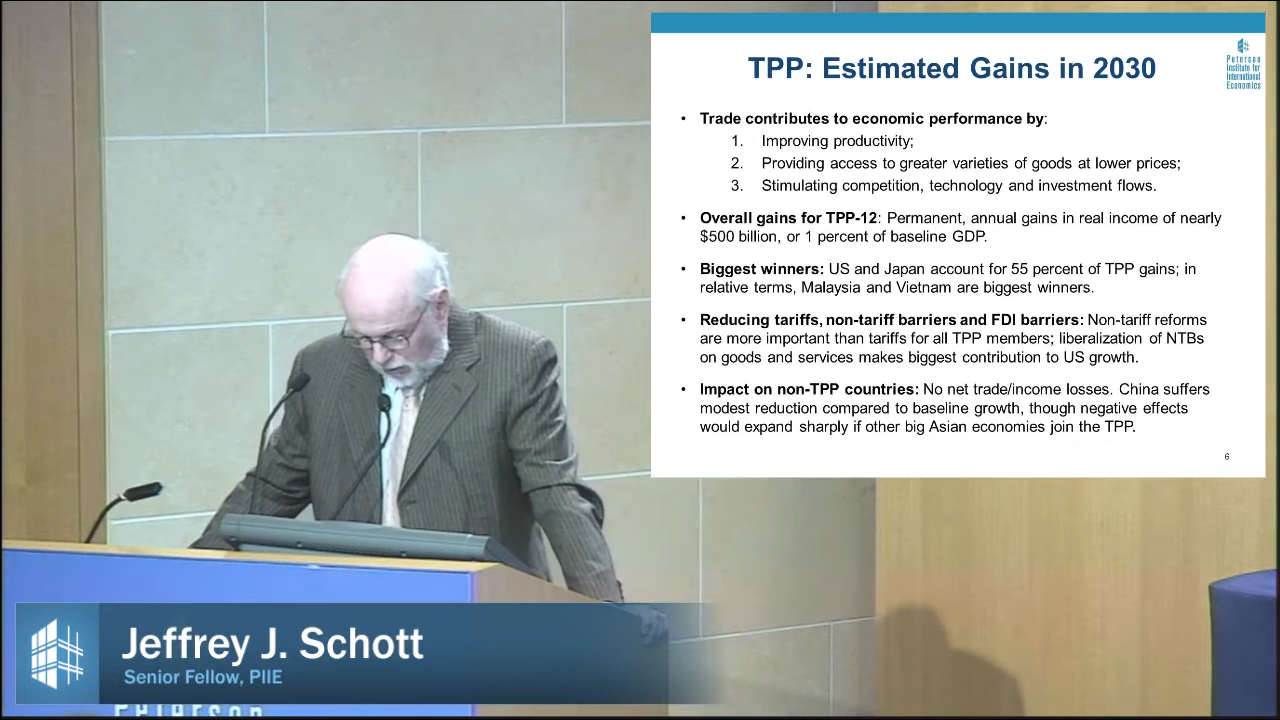 TPP: Estimated Gains in 2030
Peterson
Institute for
International
Economics
• Trade contributes to economic performance by:
1. Improving productivity;
2. Providing access to greater varieties of goods at lower prices;
3. Stimulating competition, technology and investment flows.
• Overall gains for TPP-12: Permanent, annual gains in real income of nearly
$500 billion, or 1 percent of baseline GDP.
• Biggest winners: US and Japan account for 55 percent of TPP gains; in
relative terms, Malaysia and Vietnam are biggest winners.
• Reducing tariffs, non-tariff barriers and FDI barriers: Non-tariff reforms
are more important than tariffs for all TPP members; liberalization of NTBs
on goods and services makes biggest contribution to US growth.
• Impact on non-TPP countries: No net trade/income losses. China suffers
modest reduction compared to baseline growth, though negative effects
would expand sharply if other big Asian economies join the TPP.
6
Jeffrey J. Schott
Senior Fellow, PIIE
Peterson